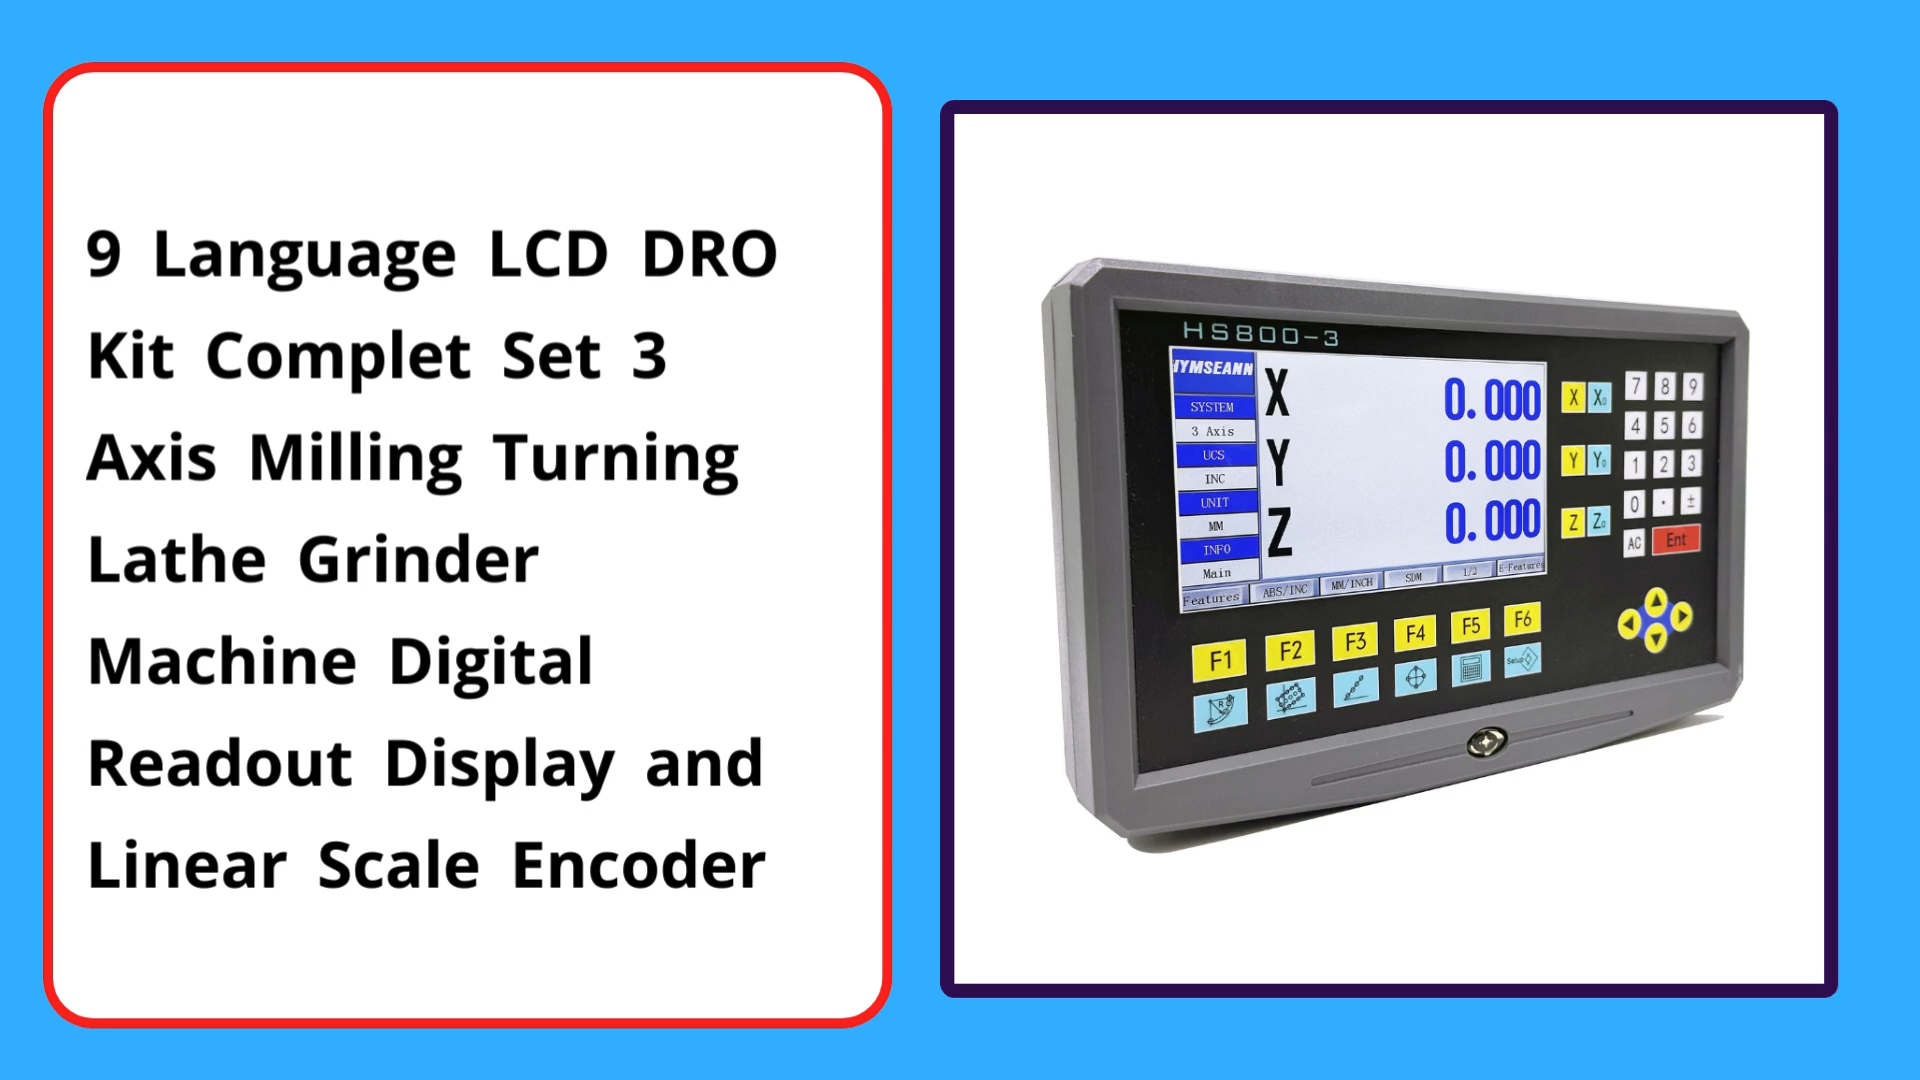 9 Language LCD DRO
Kit Complet Set 3
Axis Milling Turning
Lathe Grinder
Machine Digital
Readout Display and
Linear Scale Encoder
HS800-3
HYMSEANN
SYSTEM
3 Axis
UCS
INC
UNIT
MM
INFO
Main
X 0.000
Y 0.000
Z 0.000
Features ABS/INC MM/INCH SDM 1/2 E-Features
X X₀
Y Y₀
Z Z₀
7 8 9
4 5 6
1 2 3
0 · ±
AC Ent
F1 F2 F3 F4 F5 F6
R
Setup